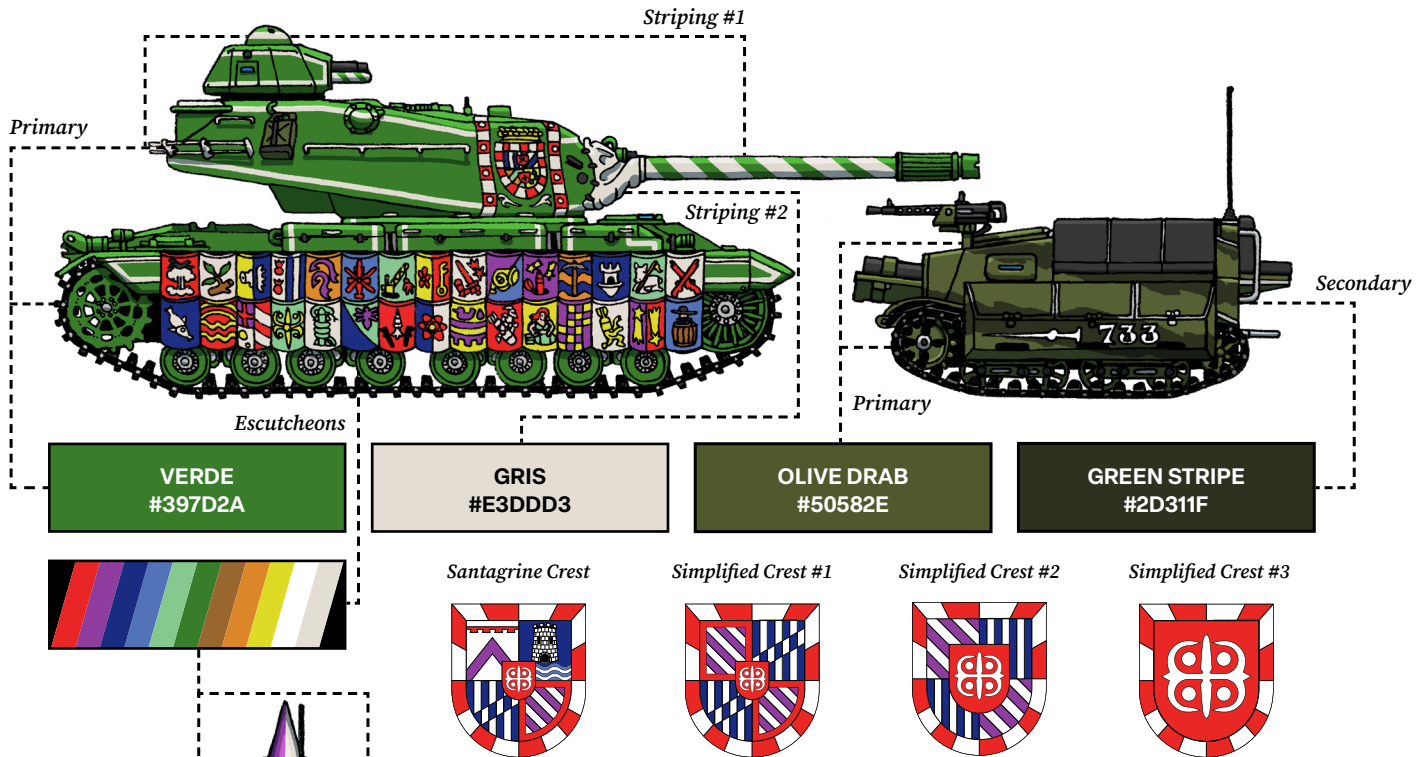 Striping #1
Primary
Striping #2
Secondary
733
Primary
Escutcheons
VERDE
#397D2A
GRIS
#E3DDD3
OLIVE DRAB
#50582E
GREEN STRIPE
#2D311F
Santagrine Crest
Simplified Crest #1
Simplified Crest #2
Simplified Crest #3